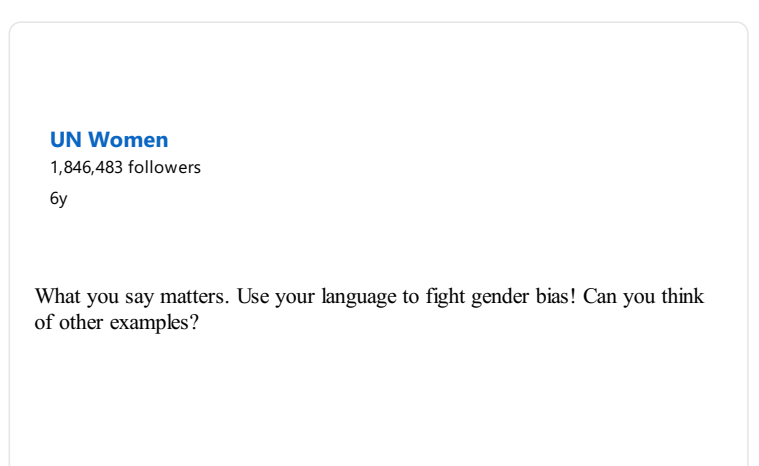 UN Women
1,846,483 followers
6y
What you say matters. Use your language to fight gender bias! Can you think
of other examples?